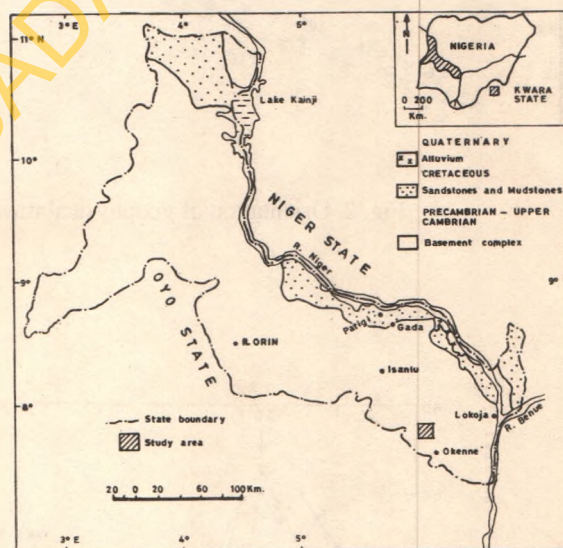 3° E
4°
5°
11° N
N
NIGERIA
KWARA
STATE
0 200
Km.
Lake Kainji
QUATERNARY
Alluvium
CRETACEOUS
Sandstones and Mudstones
PRECAMBRIAN – UPPER
CAMBRIAN
Basement complex
10°
NIGER STATE
R. Niger
9°
9°
OYO STATE
Patigi
Gada
ILORIN
Isanlu
8°
Lokoja
R. Benue
State boundary
Study area
Okenne
20 0 20 60 100 Km.
3° E
4°
5°